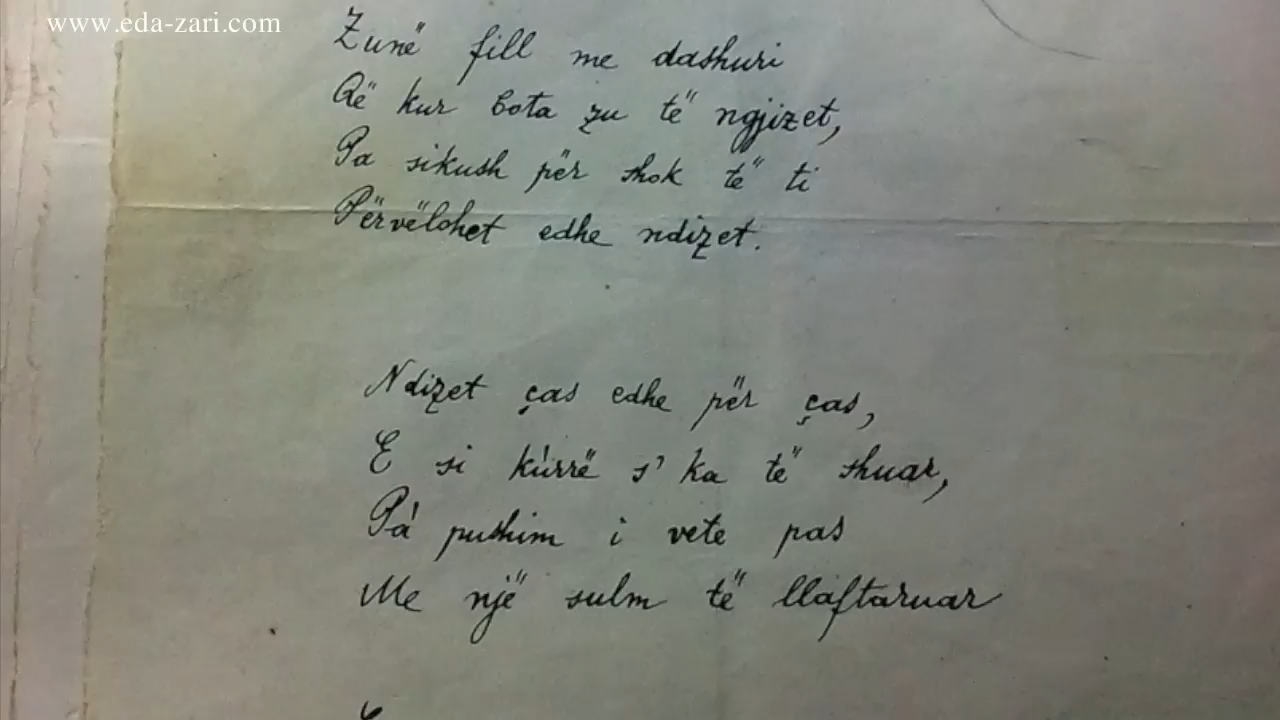 www.eda-zari.com
Zunë fill me dashuri
Që kur bota zu të ngjizet,
Pa sikush për shok të ti
Përvëlohet edhe ndizet.
Ndizet ças edhe për ças,
E si kúrrë s' ka të shuar,
Pá pushim i vete pas
Me një sulm të llaftaruar